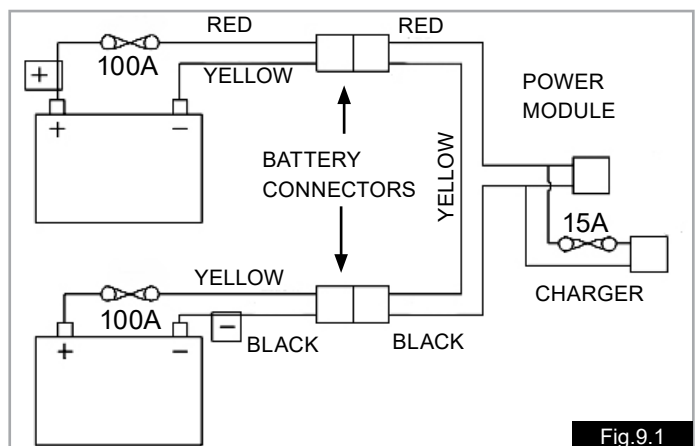 RED
RED
100A
+
YELLOW
POWER
MODULE
+ −
BATTERY
CONNECTORS
YELLOW
15A
YELLOW
CHARGER
100A
−
BLACK
BLACK
+ −
Fig.9.1